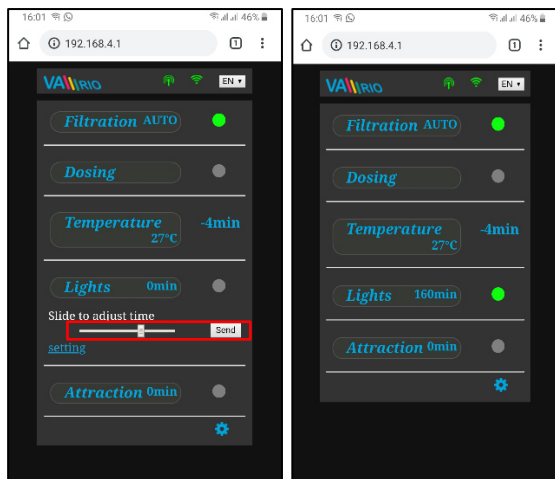 16:01
46%
192.168.4.1
1
VA RIO
EN
Filtration AUTO
Dosing
Temperature -4min
27°C
Lights 0min
Slide to adjust time
Send
setting
Attraction 0min
16:01
46%
192.168.4.1
1
VA RIO
EN
Filtration AUTO
Dosing
Temperature -4min
27°C
Lights 160min
Attraction 0min